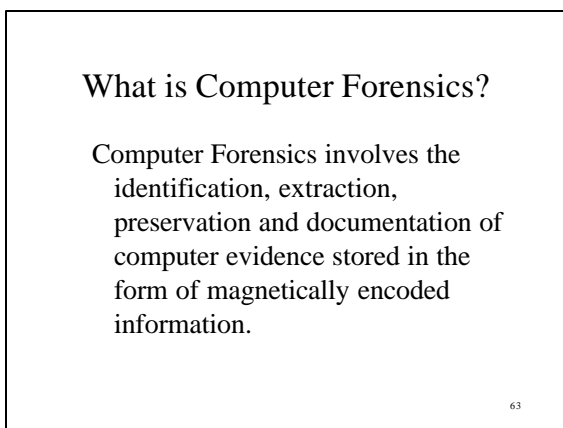 What is Computer Forensics?
Computer Forensics involves the
identification, extraction,
preservation and documentation of
computer evidence stored in the
form of magnetically encoded
information.
63